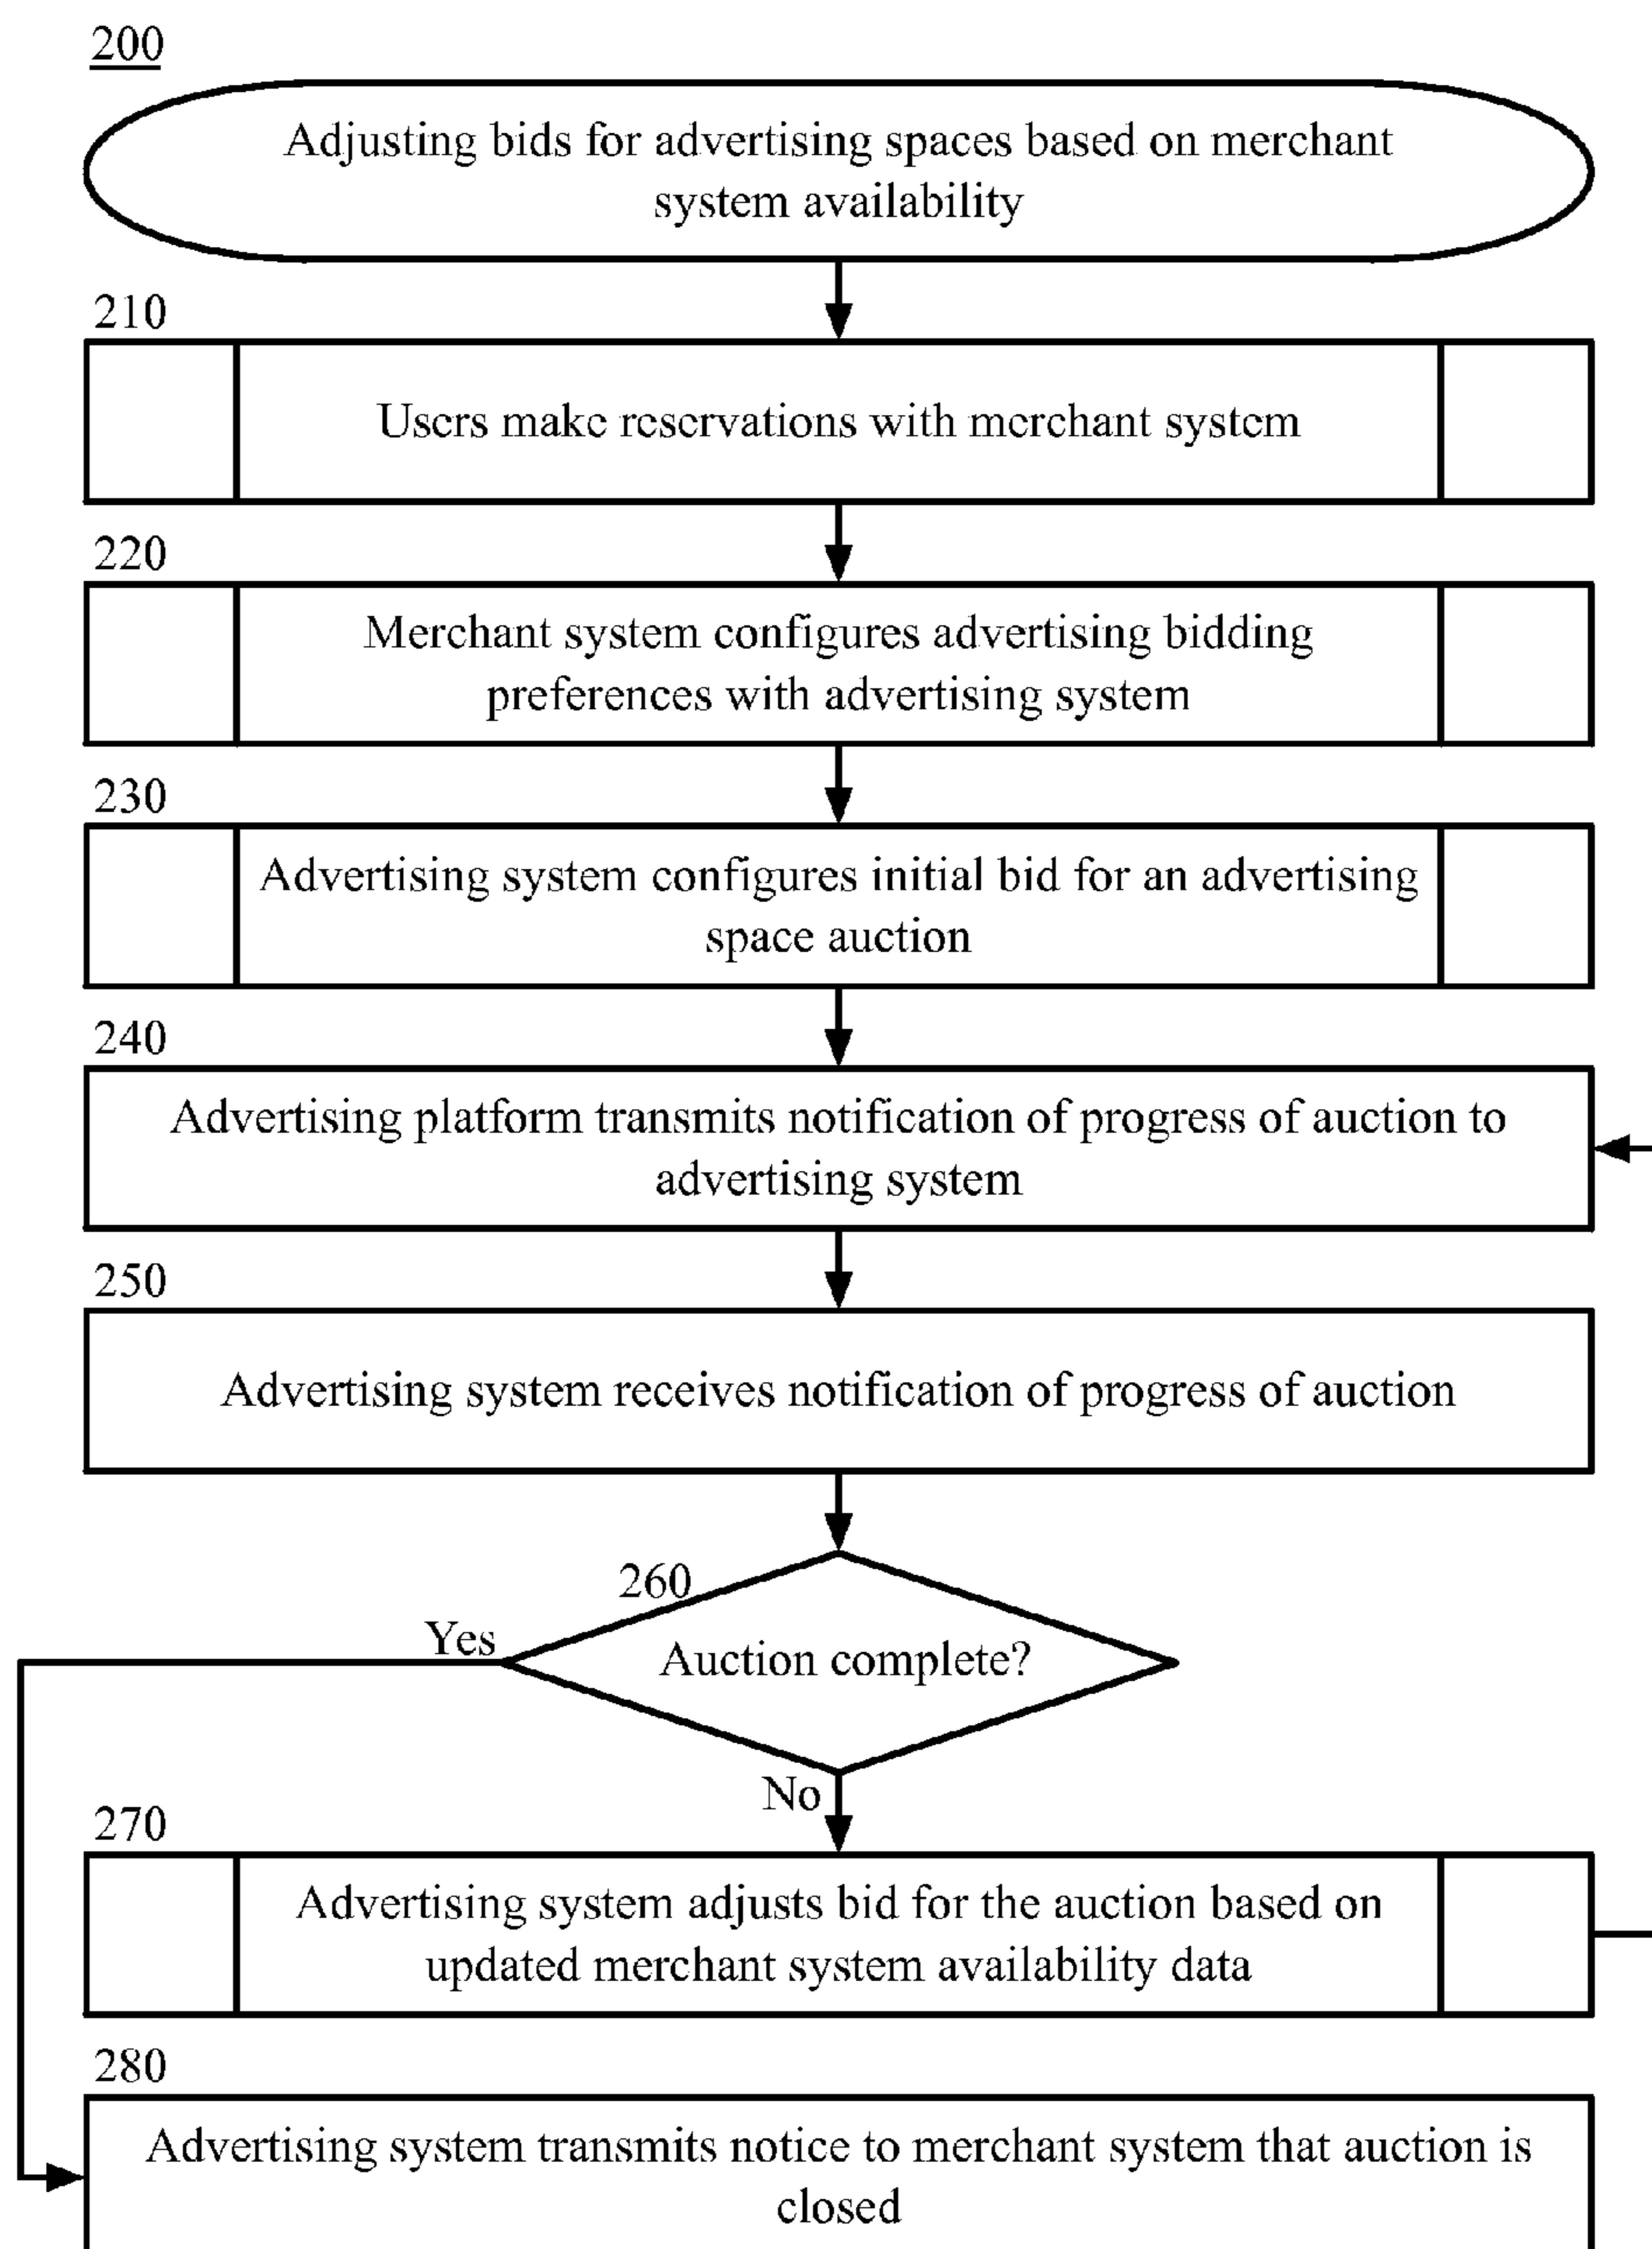 200
Adjusting bids for advertising spaces based on merchant
system availability
210
Users make reservations with merchant system
220
Merchant system configures advertising bidding
preferences with advertising system
230
Advertising system configures initial bid for an advertising
space auction
240
Advertising platform transmits notification of progress of auction to
advertising system
250
Advertising system receives notification of progress of auction
260
Yes
Auction complete?
No
270
Advertising system adjusts bid for the auction based on
updated merchant system availability data
280
Advertising system transmits notice to merchant system that auction is
closed